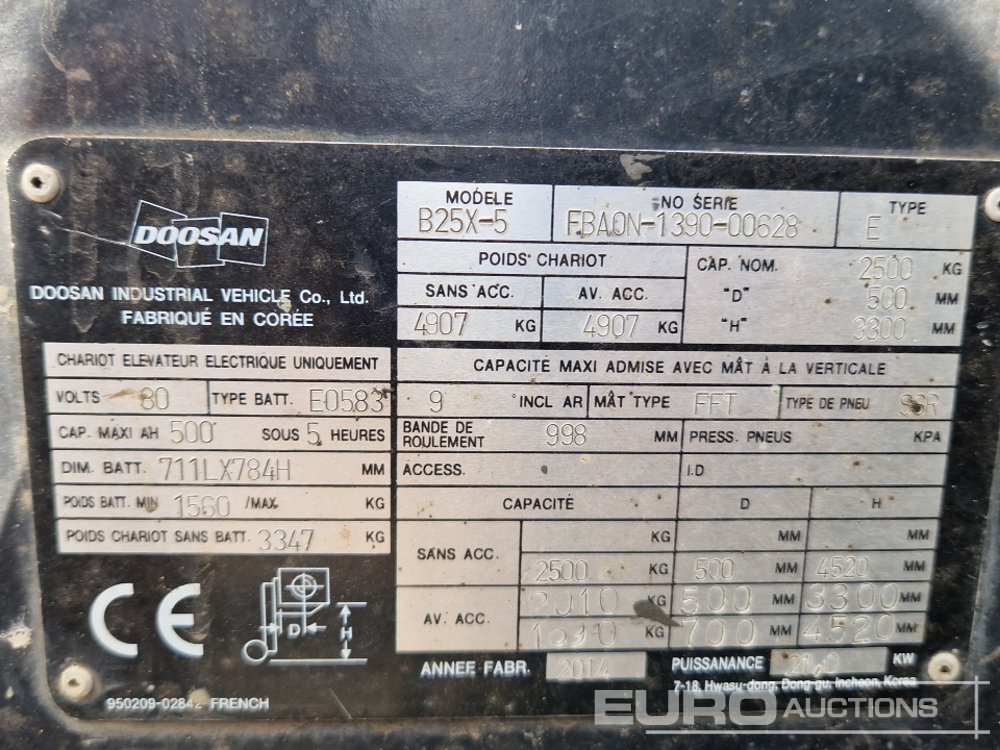 DOOSAN
DOOSAN INDUSTRIAL VEHICLE Co., Ltd.
FABRIQUÉ EN CORÉE
MODELE NO SERIE TYPE
B25X-5 FBA0N-1390-00628 E
POIDS CHARIOT
SANS ACC. AV. ACC.
4907 KG 4907 KG
CAP. NOM. 2500 KG
"D" 500 MM
"H" 3300 MM
CHARIOT ELEVATEUR ELECTRIQUE UNIQUEMENT
VOLTS 80 TYPE BATT. E0583
CAP. MAXI AH 500 SOUS 5 HEURES
DIM. BATT. 711LX784H MM
POIDS BATT. MIN 1560 /MAX KG
POIDS CHARIOT SANS BATT. 3347 KG
CAPACITÉ MAXI ADMISE AVEC MÂT À LA VERTICALE
9 INCL AR MÂT TYPE FFT TYPE DE PNEU
BANDE DE ROULEMENT 998 MM PRESS. PNEUS KPA
ACCESS. I.D
CAPACITÉ D H
SANS ACC. KG MM MM
2500 KG 500 MM 4520 MM
AV. ACC. 2010 KG 500 MM 3300 MM
KG 700 MM 4520 MM
ANNEE FABR. 2014 PUISSANANCE 21.0 KW
7-18, Hwasu-dong, Dong-gu, Incheon, Korea
CE
D H
FRENCH
EURO AUCTIONS